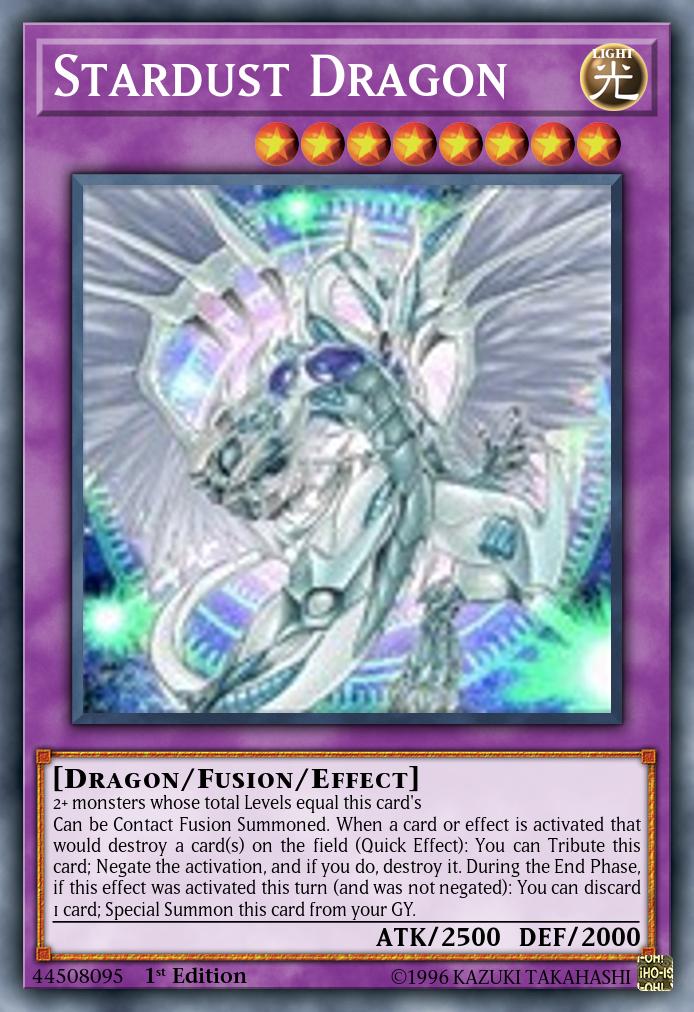 Stardust Dragon
LIGHT
光
[Dragon/Fusion/Effect]
2+ monsters whose total Levels equal this card's
Can be Contact Fusion Summoned. When a card or effect is activated that
would destroy a card(s) on the field (Quick Effect): You can Tribute this
card; Negate the activation, and if you do, destroy it. During the End Phase,
if this effect was activated this turn (and was not negated): You can discard
1 card; Special Summon this card from your GY.
ATK/2500 DEF/2000
44508095 1st Edition ©1996 KAZUKI TAKAHASHI